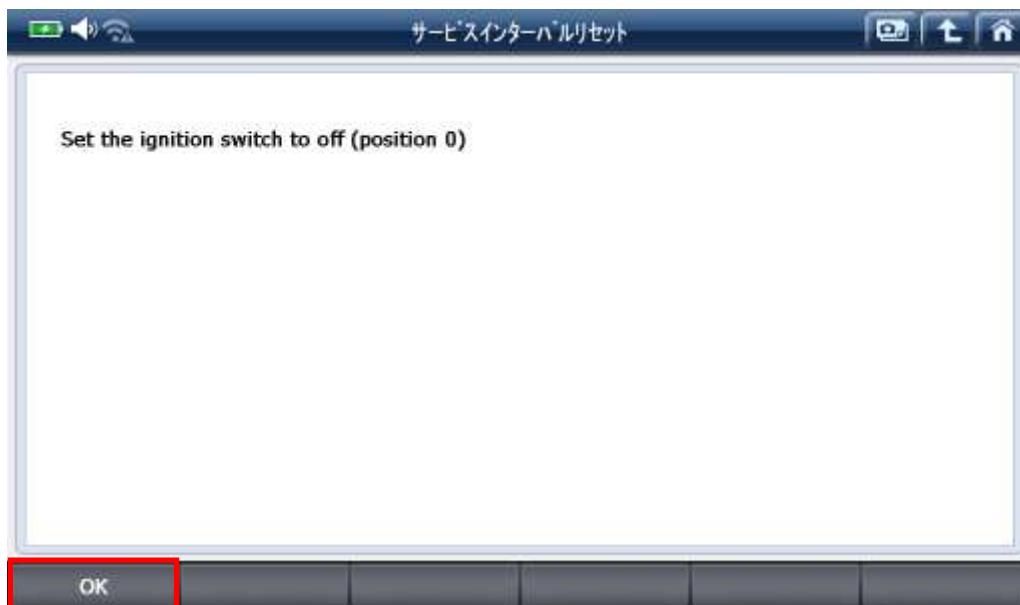 サービスインターバルリセット
Set the ignition switch to off (position 0)
OK